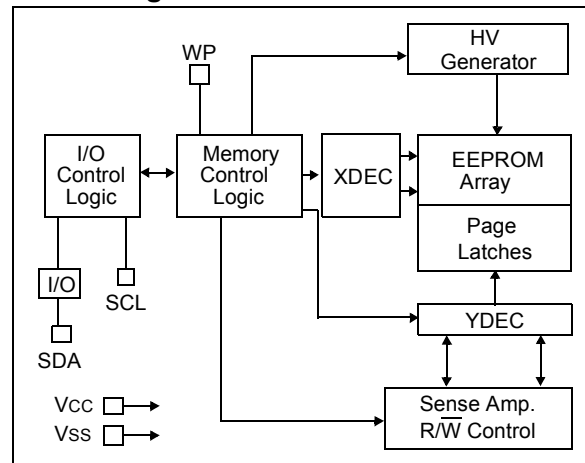 WP
HV
Generator
I/O
Control
Logic
Memory
Control
Logic
XDEC
EEPROM
Array
Page
Latches
I/O
SCL
SDA
YDEC
VCC
VSS
Sense Amp.
R/W̅ Control